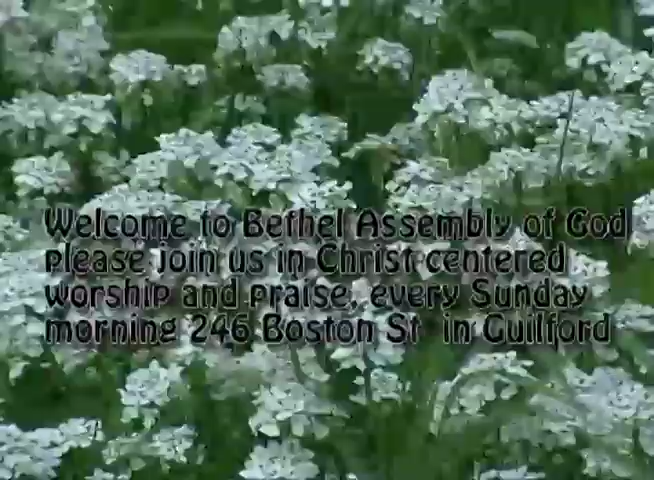 Welcome to Bethel Assembly of God
please join us in Christ centered
worship and praise, every Sunday
morning 246 Boston St in Guilford